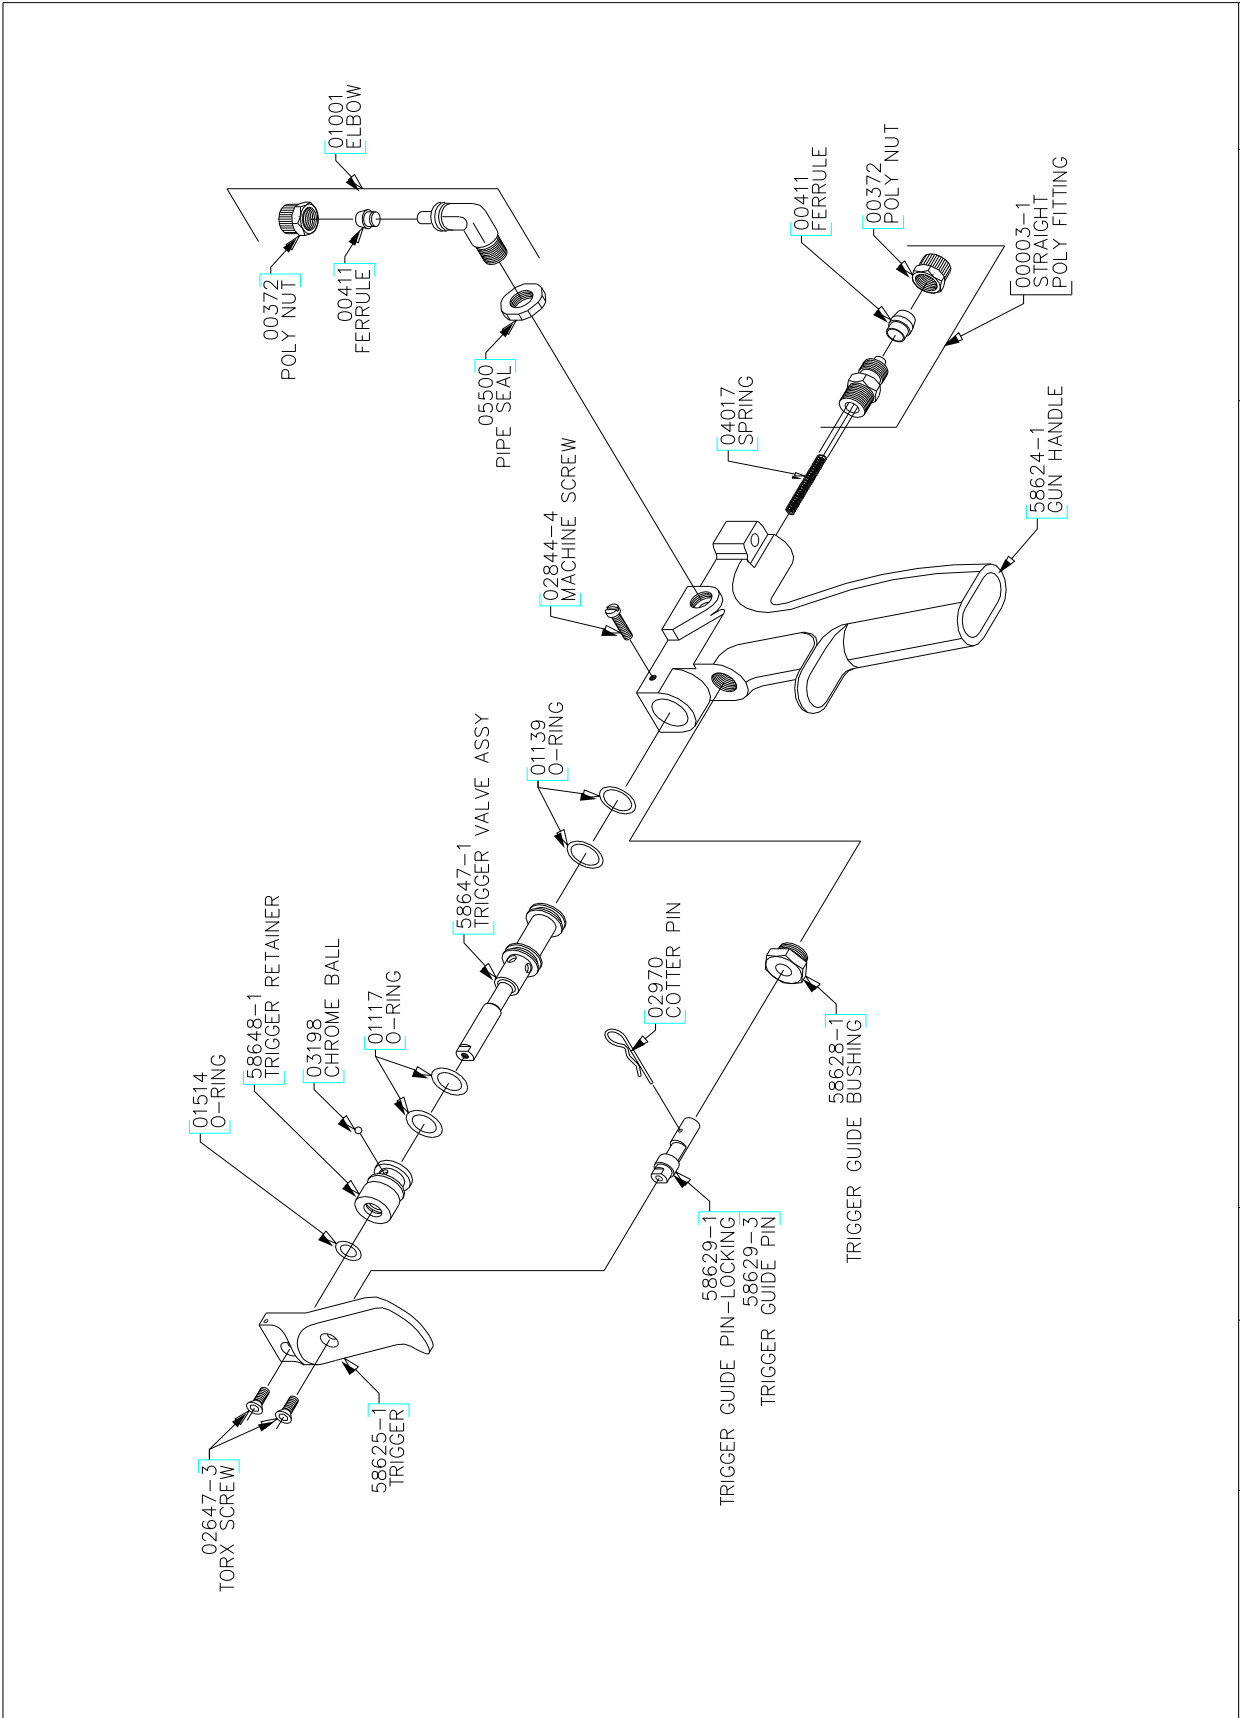 02647-3
TORX SCREW
01514
O-RING
58648-1
TRIGGER RETAINER
03198
CHROME BALL
01117
O-RING
58647-1
TRIGGER VALVE ASSY
01139
O-RING
02844-4
MACHINE SCREW
05500
PIPE SEAL
00372
POLY NUT
00411
FERRULE
01001
ELBOW
58625-1
TRIGGER
02970
COTTER PIN
58629-1
TRIGGER GUIDE PIN-LOCKING
58629-3
TRIGGER GUIDE PIN
58628-1
TRIGGER GUIDE BUSHING
04017
SPRING
00411
FERRULE
00372
POLY NUT
00003-1
STRAIGHT
POLY FITTING
58624-1
GUN HANDLE